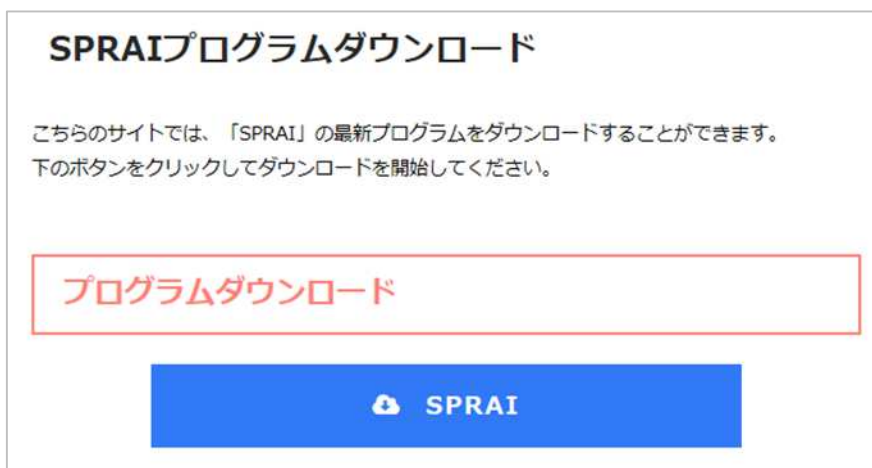 SPRAIプログラムダウンロード
こちらのサイトでは、「SPRAI」の最新プログラムをダウンロードすることができます。
下のボタンをクリックしてダウンロードを開始してください。
プログラムダウンロード
SPRAI